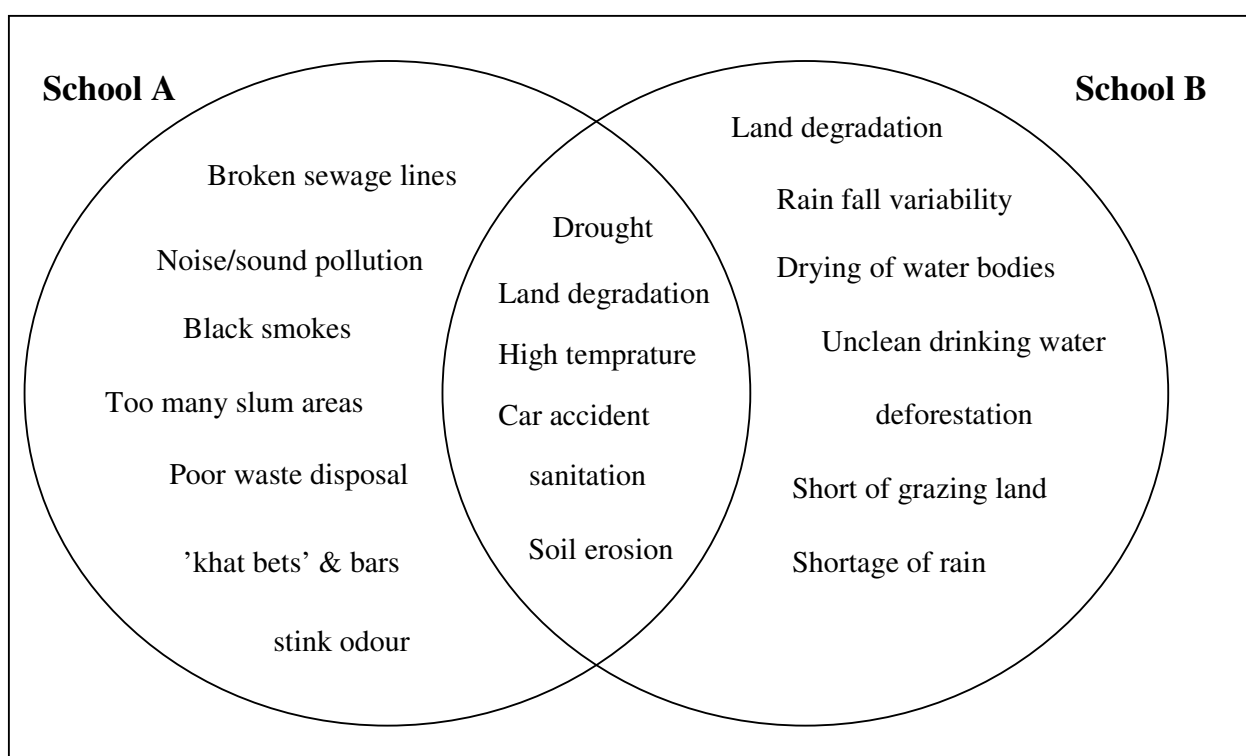 School A
School B
Broken sewage lines
Noise/sound pollution
Black smokes
Too many slum areas
Poor waste disposal
’khat bets’ & bars
stink odour
Drought
Land degradation
High temprature
Car accident
sanitation
Soil erosion
Land degradation
Rain fall variability
Drying of water bodies
Unclean drinking water
deforestation
Short of grazing land
Shortage of rain